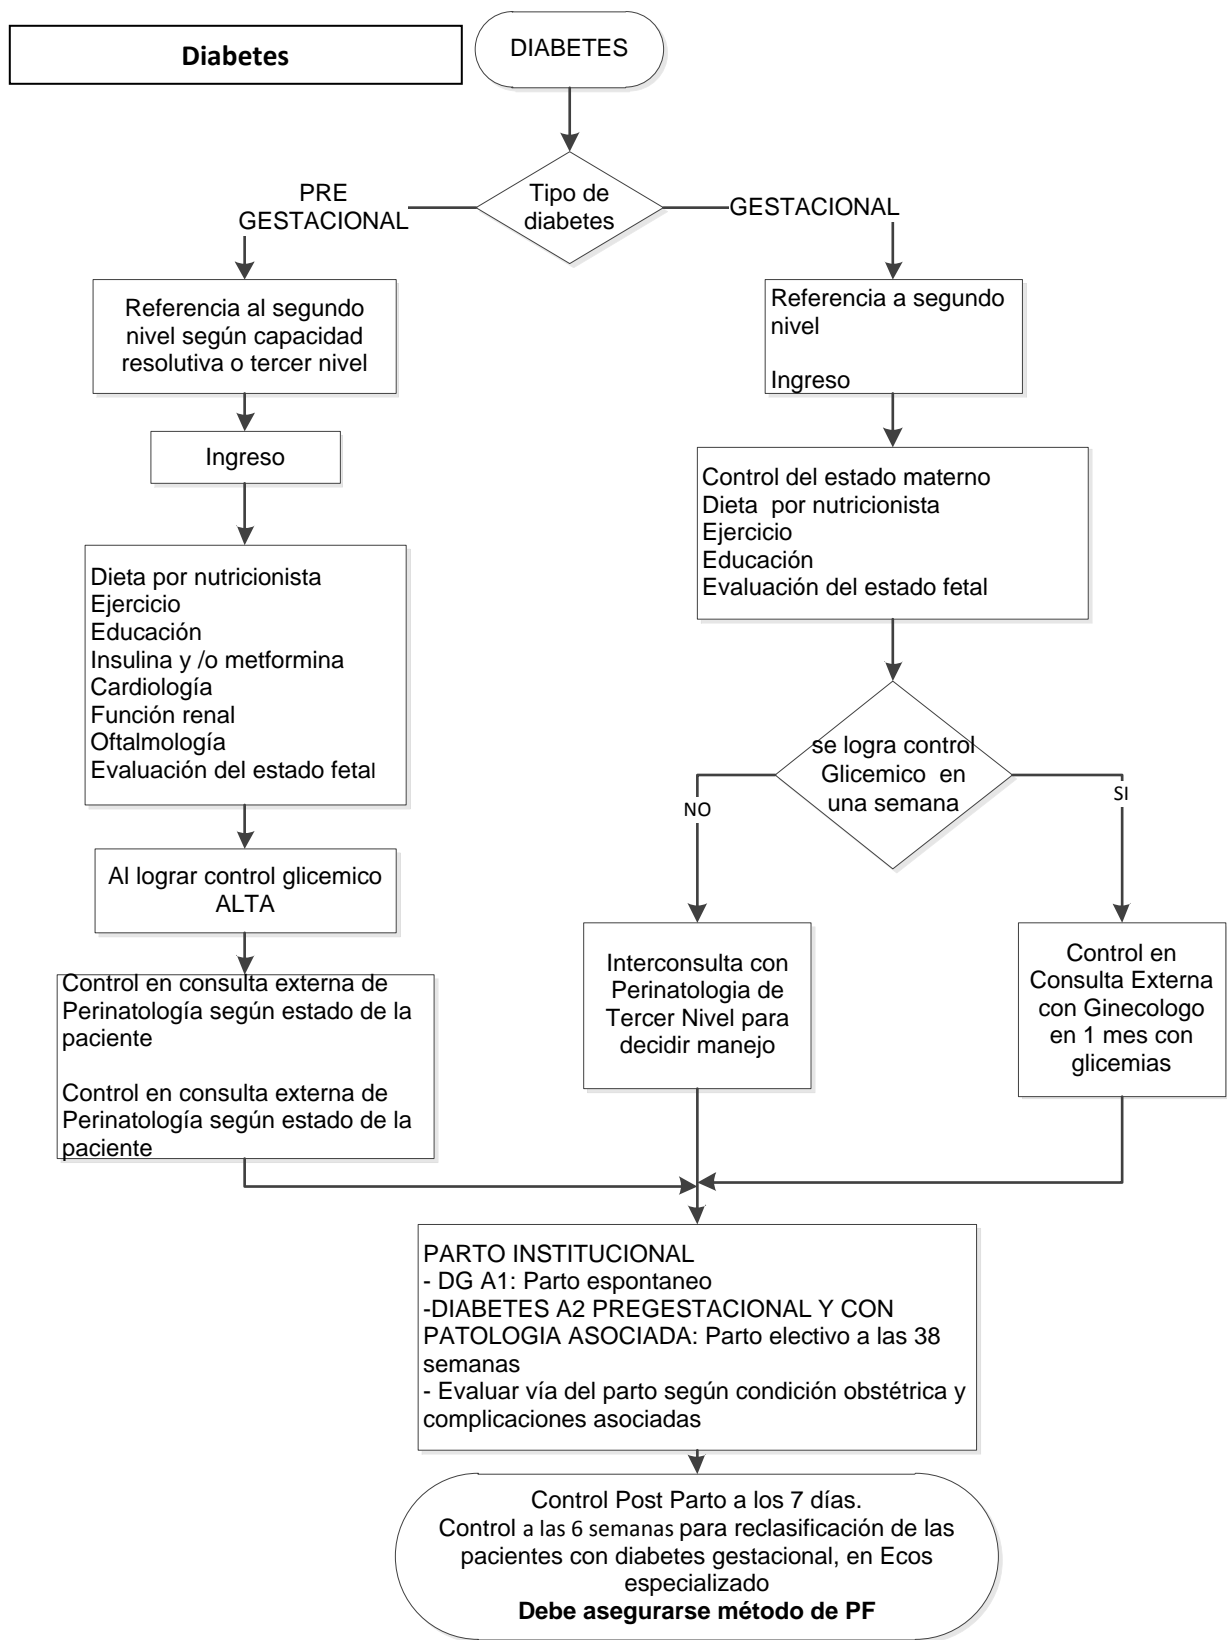 Diabetes
DIABETES
Tipo de
diabetes
PRE
GESTACIONAL
GESTACIONAL
Referencia al segundo
nivel según capacidad
resolutiva o tercer nivel
Ingreso
Dieta por nutricionista
Ejercicio
Educación
Insulina y /o metformina
Cardiología
Función renal
Oftalmología
Evaluación del estado fetal
Al lograr control glicemico
ALTA
Control en consulta externa de
Perinatología según estado de la
paciente
Control en consulta externa de
Perinatología según estado de la
paciente
Referencia a segundo
nivel
Ingreso
Control del estado materno
Dieta por nutricionista
Ejercicio
Educación
Evaluación del estado fetal
se logra control
Glicemico en
una semana
NO
SI
Interconsulta con
Perinatologia de
Tercer Nivel para
decidir manejo
Control en
Consulta Externa
con Ginecologo
en 1 mes con
glicemias
PARTO INSTITUCIONAL
- DG A1: Parto espontaneo
-DIABETES A2 PREGESTACIONAL Y CON
PATOLOGIA ASOCIADA: Parto electivo a las 38
semanas
- Evaluar vía del parto según condición obstétrica y
complicaciones asociadas
Control Post Parto a los 7 días.
Control a las 6 semanas para reclasificación de las
pacientes con diabetes gestacional, en Ecos
especializado
Debe asegurarse método de PF